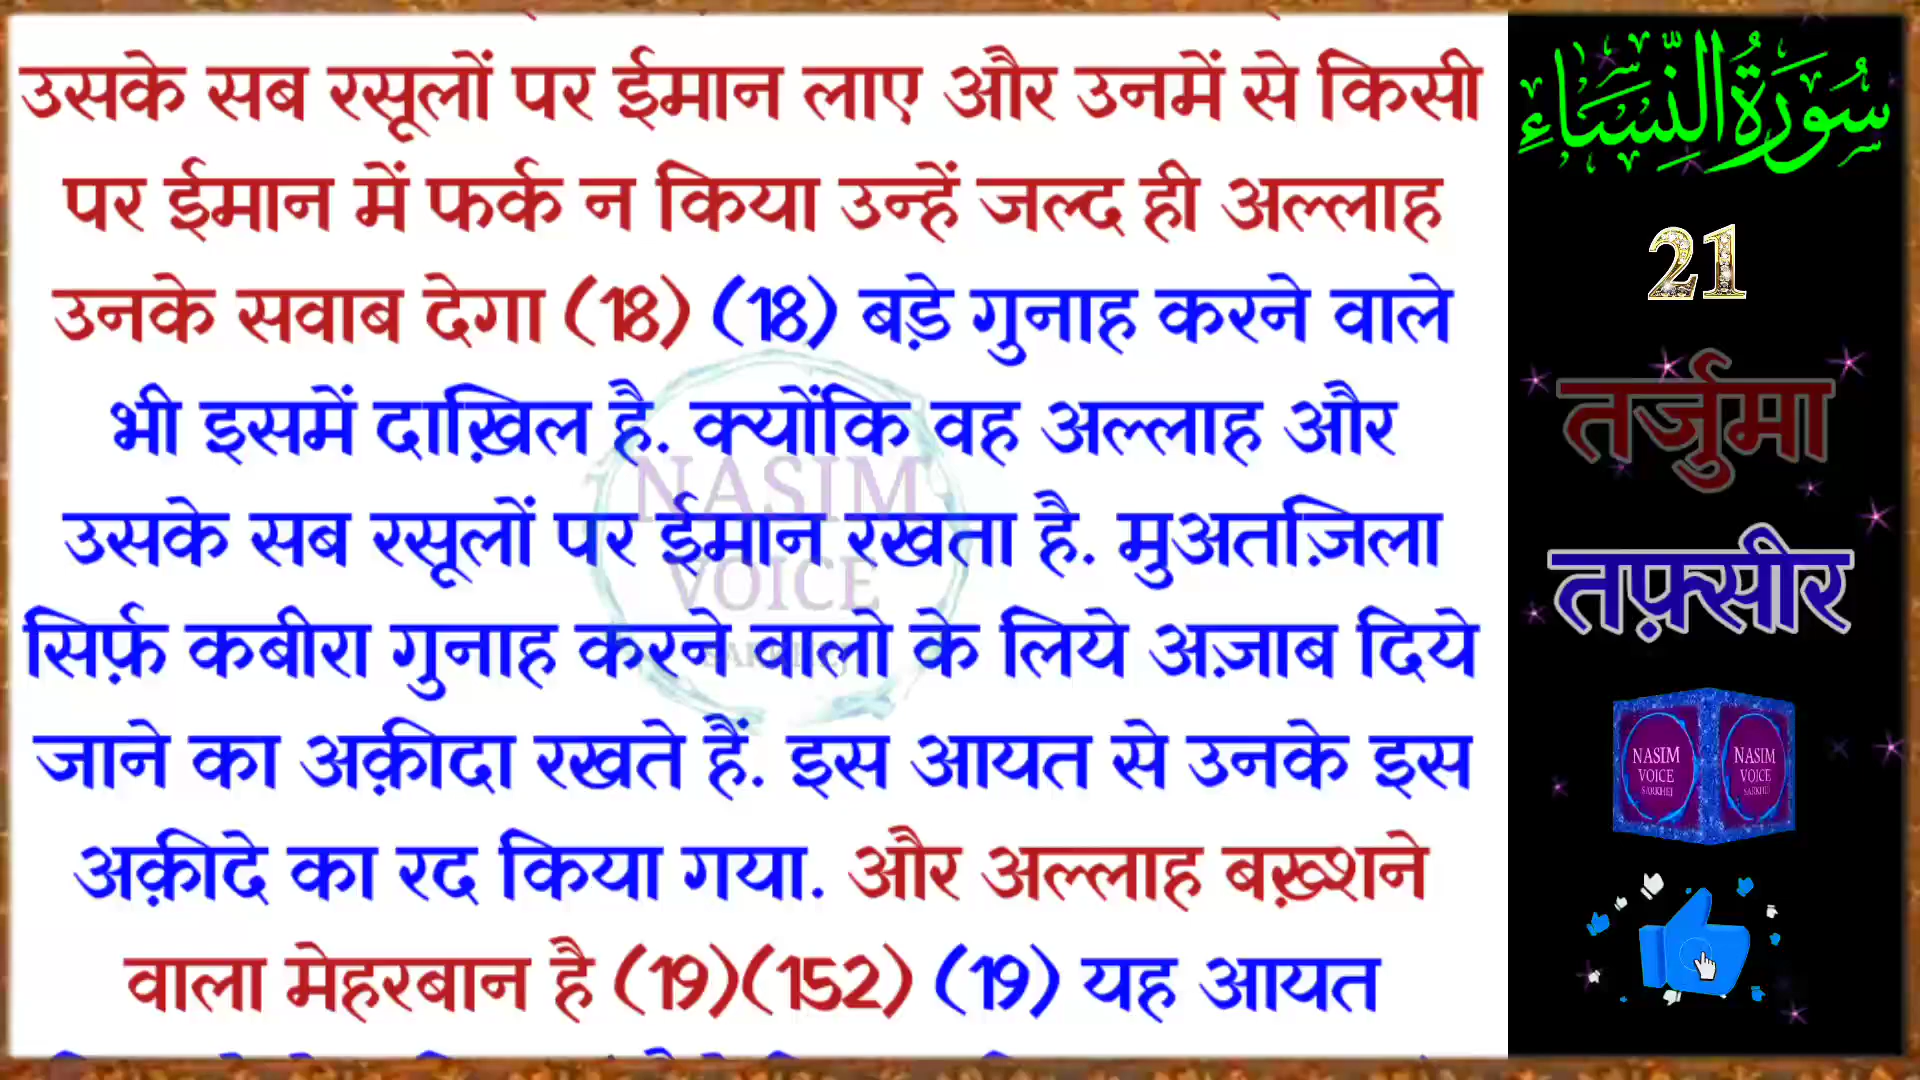 उसके सब रसूलों पर ईमान लाए और उनमें से किसी
पर ईमान में फर्क न किया उन्हें जल्द ही अल्लाह
उनके सवाब देगा (18) (18) बड़े गुनाह करने वाले
भी इसमें दाख़िल है. क्योंकि वह अल्लाह और
उसके सब रसूलों पर ईमान रखता है. मुअतज़िला
सिर्फ़ कबीरा गुनाह करने वालो के लिये अज़ाब दिये
जाने का अक़ीदा रखते हैं. इस आयत से उनके इस
अक़ीदे का रद किया गया. और अल्लाह बख़्शने
वाला मेहरबान है (19)(152) (19) यह आयत
NASIM
VOICE
SARKHEJ
سُوۡرَةُ النِّسَاء
21
तर्जुमा
तफ़्सीर
NASIM
VOICE
SARKHEJ
NASIM
VOICE
SARKHEJ